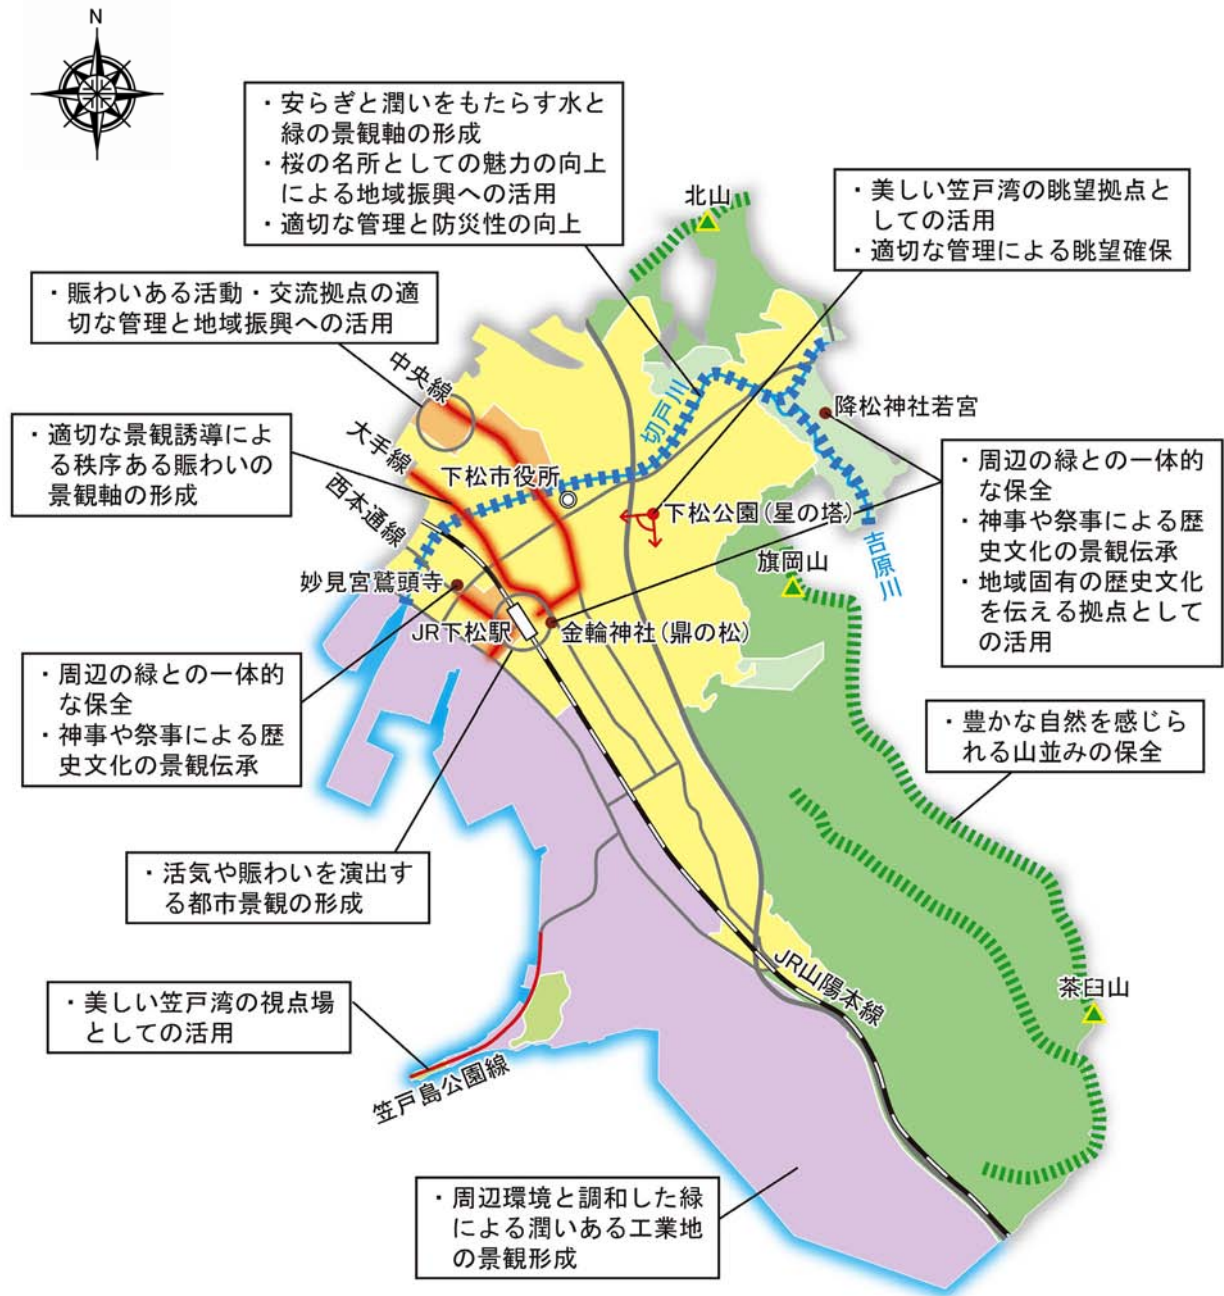 N
・安らぎと潤いをもたらす水と
緑の景観軸の形成
・桜の名所としての魅力の向上
による地域振興への活用
・適切な管理と防災性の向上
・美しい笠戸湾の眺望拠点と
しての活用
・適切な管理による眺望確保
北山
・賑わいある活動・交流拠点の適
切な管理と地域振興への活用
中央線
大手線
西本通線
切戸川
降松神社若宮
・適切な景観誘導によ
る秩序ある賑わいの
景観軸の形成
下松市役所
下松公園(星の塔)
旗岡山
吉原川
・周辺の緑との一体的
な保全
・神事や祭事による歴
史文化の景観伝承
・地域固有の歴史文化
を伝える拠点として
の活用
妙見宮鷲頭寺
JR下松駅
金輪神社(鼎の松)
・周辺の緑との一体的
な保全
・神事や祭事による歴
史文化の景観伝承
・豊かな自然を感じら
れる山並みの保全
・活気や賑わいを演出す
る都市景観の形成
JR山陽本線
茶臼山
・美しい笠戸湾の視点場
としての活用
笠戸島公園線
・周辺環境と調和した緑
による潤いある工業地
の景観形成